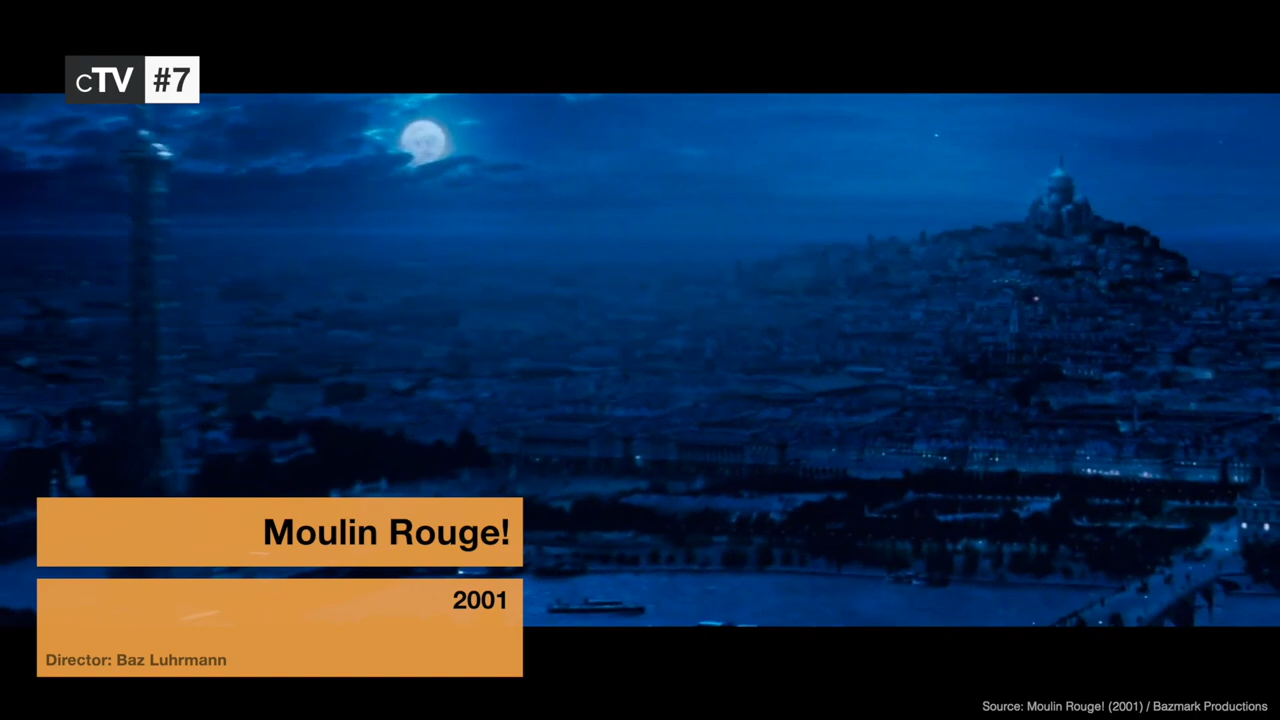 cTV #7
Moulin Rouge!
2001
Director: Baz Luhrmann
Source: Moulin Rouge! (2001) / Bazmark Productions